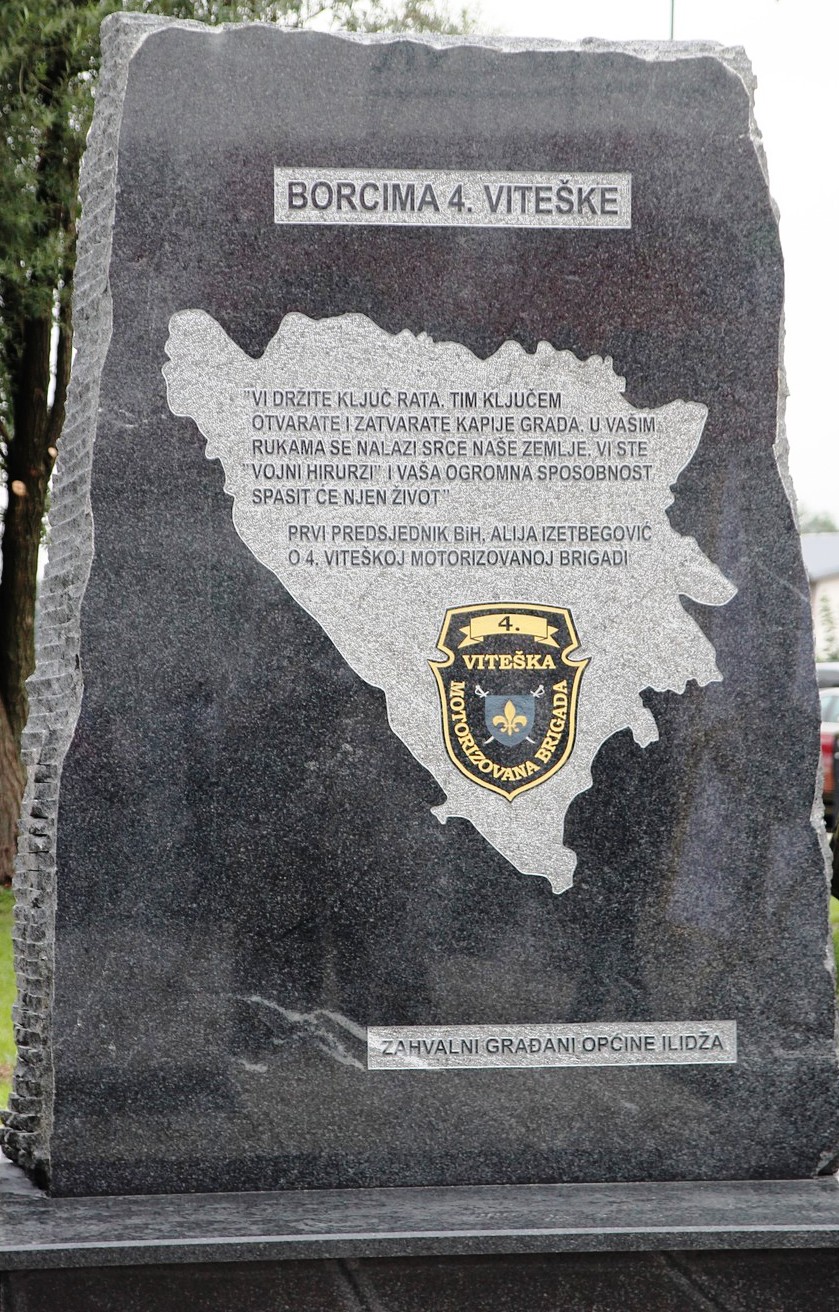 BORCIMA 4. VITEŠKE
"VI DRŽITE KLJUČ RATA. TIM KLJUČEM
OTVARATE I ZATVARATE KAPIJE GRADA. U VAŠIM
RUKAMA SE NALAZI SRCE NAŠE ZEMLJE. VI STE
"VOJNI HIRURZI" I VAŠA OGROMNA SPOSOBNOST
SPASIT ĆE NJEN ŽIVOT"
PRVI PREDSJEDNIK BiH, ALIJA IZETBEGOVIĆ
O 4. VITEŠKOJ MOTORIZOVANOJ BRIGADI
4.
VITEŠKA
MOTORIZOVANA BRIGADA
ZAHVALNI GRAĐANI OPĆINE ILIDŽA